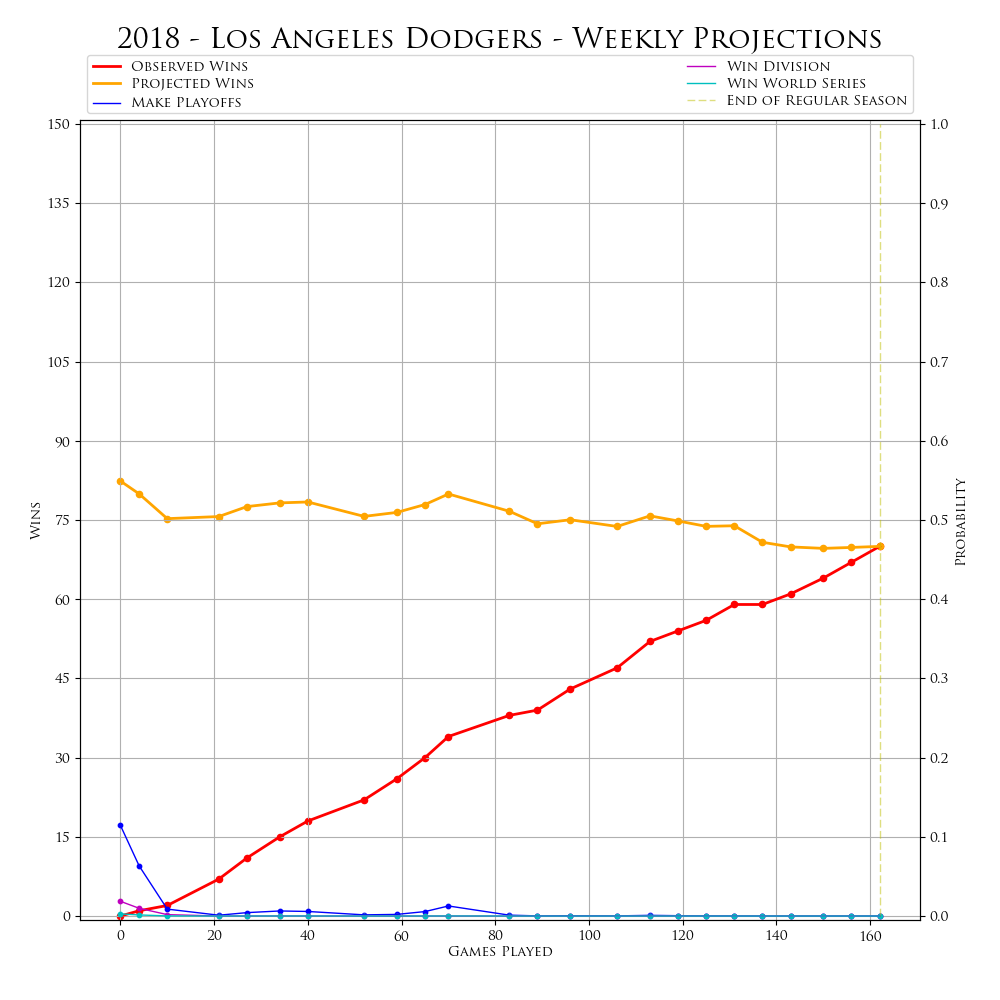 2018 - Los Angeles Dodgers - Weekly Projections
Observed Wins
Projected Wins
Make Playoffs
Win Division
Win World Series
End of Regular Season
150
135
120
105
90
75
60
45
30
15
0
Wins
1.0
0.9
0.8
0.7
0.6
0.5
0.4
0.3
0.2
0.1
0.0
Probability
0 20 40 60 80 100 120 140 160
Games Played